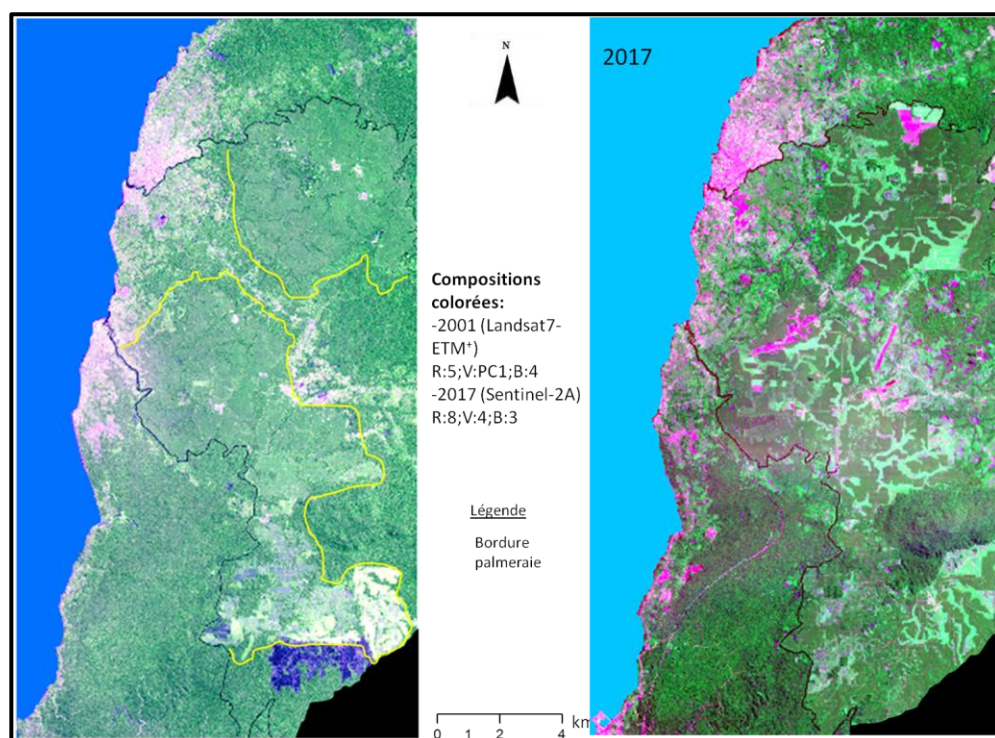 N
2017
Compositions
colorées:
-2001 (Landsat7-
ETM⁺)
R:5;V:PC1;B:4
-2017 (Sentinel-2A)
R:8;V:4;B:3
Légende
Bordure
palmeraie
km
0 1 2 4